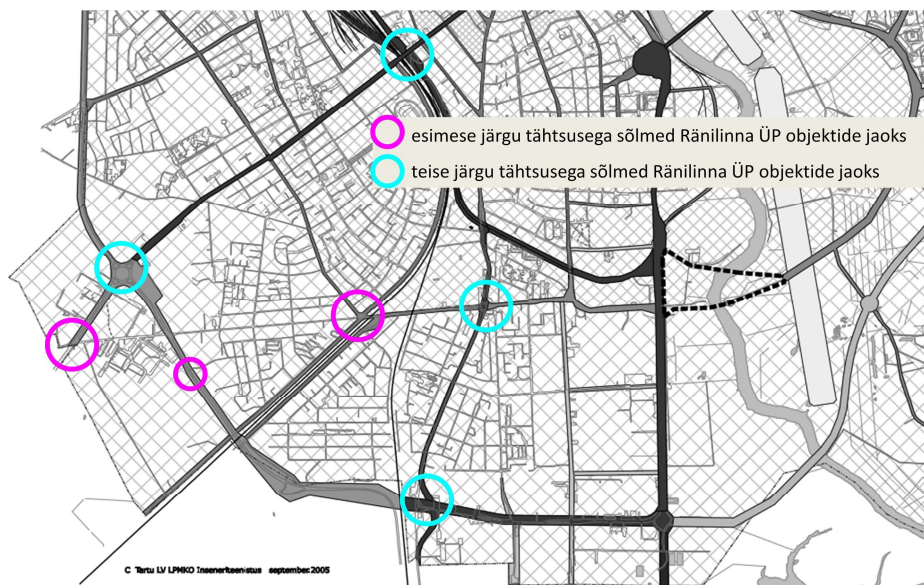 esimese järgu tähtsusega sõlmed Ränilinna ÜP objektide jaoks
teise järgu tähtsusega sõlmed Ränilinna ÜP objektide jaoks
C Tartu LV LPMKO Inseneriteenistus september.2005